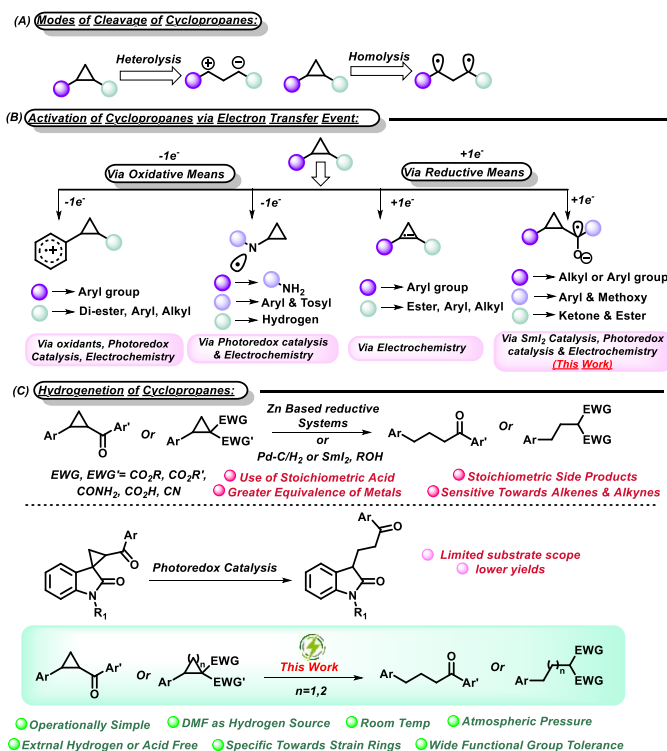 (A) Modes of Cleavage of Cyclopropanes:
Heterolysis
Homolysis
(B) Activation of Cyclopropanes via Electron Transfer Event:
-1e-
Via Oxidative Means
+1e-
Via Reductive Means
-1e-
-1e-
+1e-
+1e-
N
O
Aryl group
Di-ester, Aryl, Alkyl
NH2
Aryl & Tosyl
Hydrogen
Aryl group
Ester, Aryl, Alkyl
Alkyl or Aryl group
Aryl & Methoxy
Ketone & Ester
Via oxidants, Photoredox
Catalysis, Electrochemistry
Via Photoredox catalysis
& Electrochemistry
Via Electrochemistry
Via SmI2 Catalysis, Photoredox
catalysis & Electrochemistry
(This Work)
(C) Hydrogenetion of Cyclopropanes:
Ar
Ar'
O
Or
Ar
EWG
EWG'
Zn Based reductive
Systems
or
Pd-C/H2 or SmI2, ROH
Ar
O
Ar'
or
Ar
EWG
EWG
EWG, EWG'= CO2R, CO2R',
CONH2, CO2H, CN
Use of Stoichiometric Acid
Greater Equivalence of Metals
Stoichiometric Side Products
Sensitive Towards Alkenes & Alkynes
Ar
O
O
N
R1
Photoredox Catalysis
Ar
O
O
N
R1
Limited substrate scope
lower yields
Ar
Ar'
O
Or
Ar
( )n
EWG
EWG'
This Work
n=1,2
Ar
O
Ar'
Or
Ar
( )n
EWG
EWG
Operationally Simple
DMF as Hydrogen Source
Room Temp
Atmospheric Pressure
Extrnal Hydrogen or Acid Free
Specific Towards Strain Rings
Wide Functional Group Tolerance